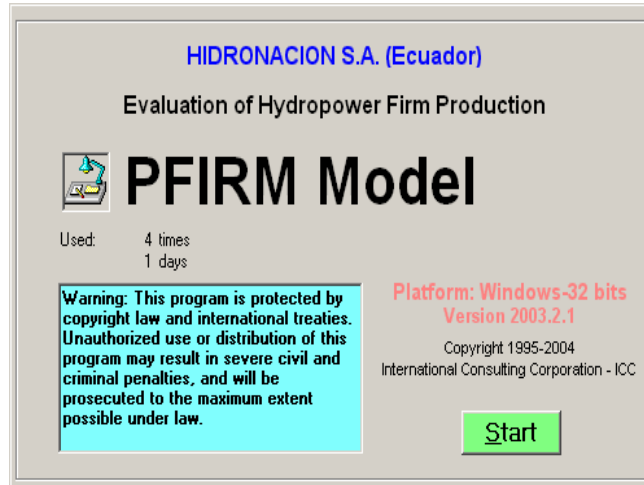 HIDRONACION S.A. (Ecuador)
Evaluation of Hydropower Firm Production
PFIRM Model
Used: 4 times
1 days
Warning: This program is protected by
copyright law and international treaties.
Unauthorized use or distribution of this
program may result in severe civil and
criminal penalties, and will be
prosecuted to the maximum extent
possible under law.
Platform: Windows-32 bits
Version 2003.2.1
Copyright 1995-2004
International Consulting Corporation - ICC
Start